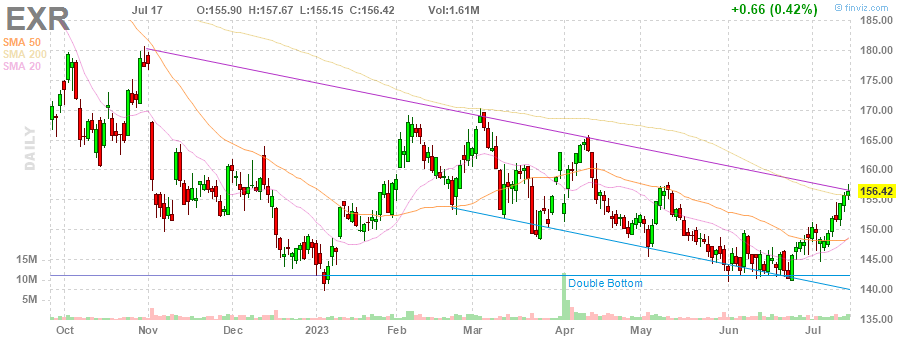 EXR
Jul 17 O:155.90 H:157.67 L:155.15 C:156.42 Vol:1.61M +0.66 (0.42%)
© finviz.com
SMA 50
SMA 200
SMA 20
DAILY
185.00
180.00
175.00
170.00
165.00
160.00
156.42
155.00
150.00
145.00
140.00
135.00
15M
10M
5M
Double Bottom
Oct Nov Dec 2023 Feb Mar Apr May Jun Jul